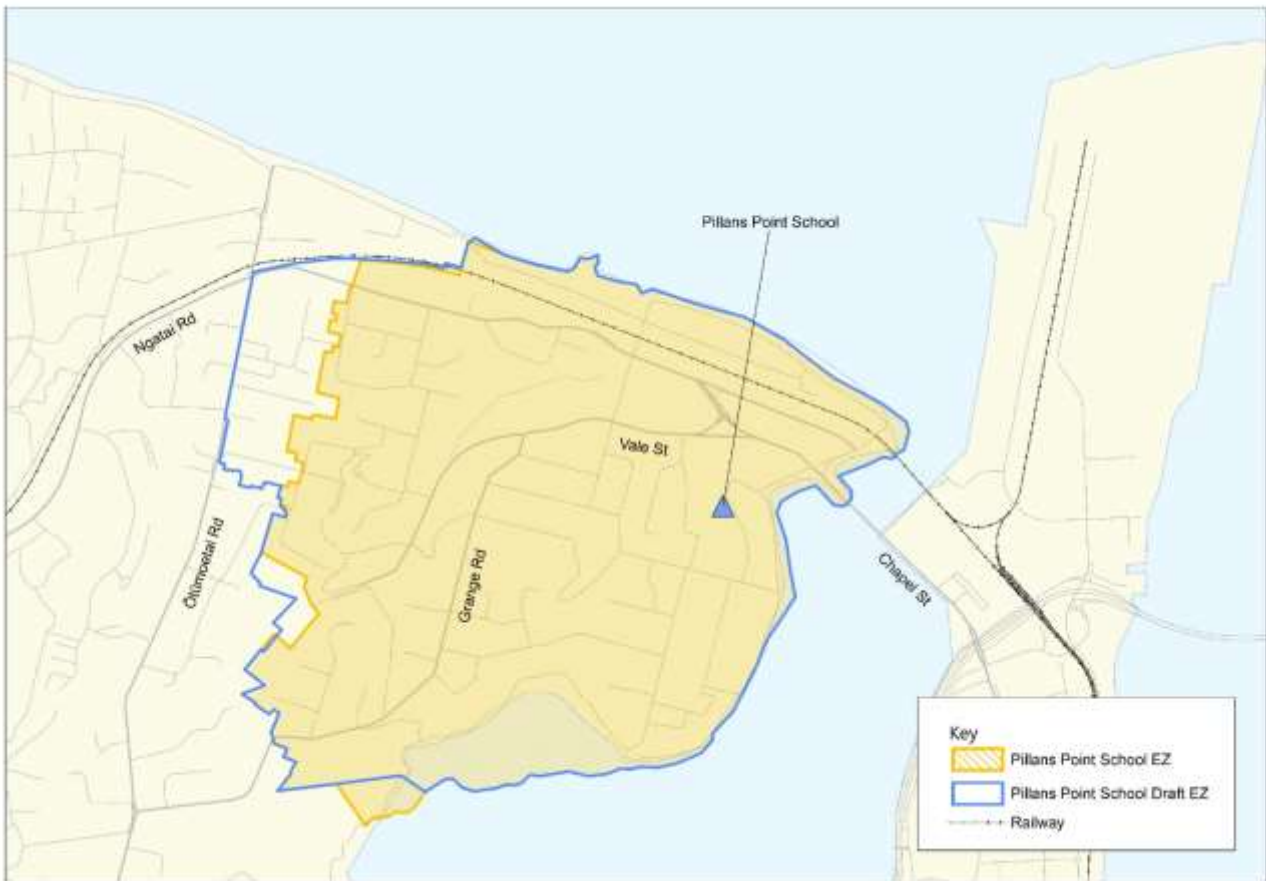 Pillans Point School
Ngatai Rd
Vale St
Ōtūmoetai Rd
Grange Rd
Chapel St
Key
Pillans Point School EZ
Pillans Point School Draft EZ
Railway